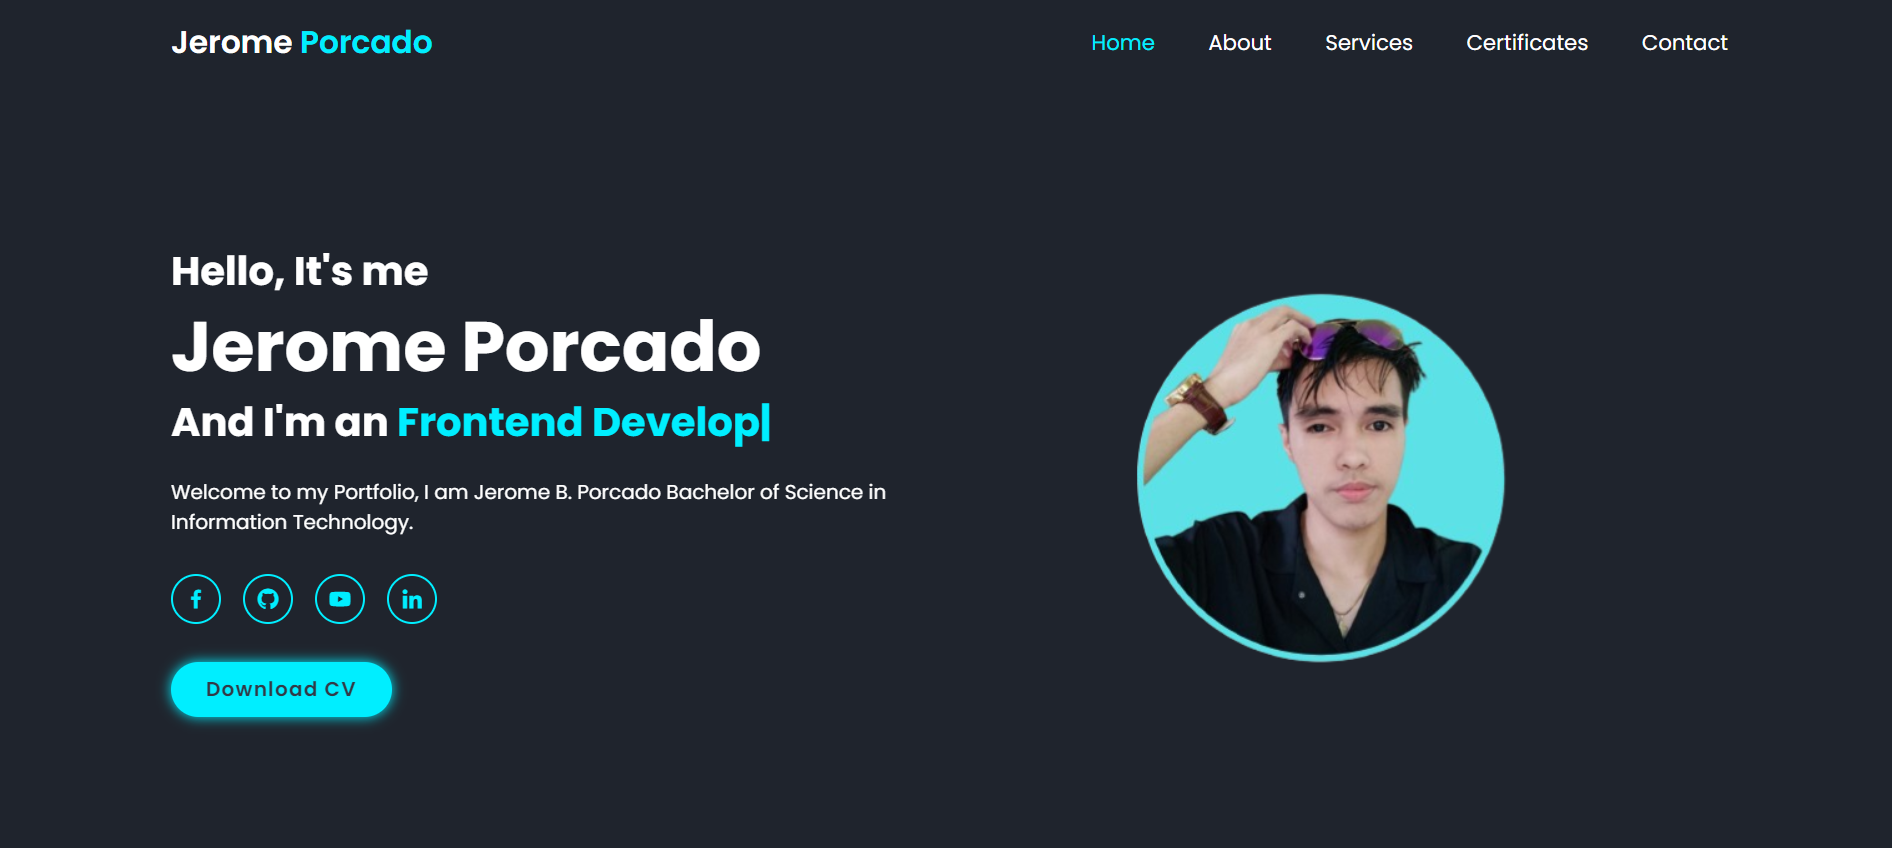 Jerome Porcado
Home About Services Certificates Contact
Hello, It's me
Jerome Porcado
And I'm an Frontend Develop|
Welcome to my Portfolio, I am Jerome B. Porcado Bachelor of Science in
Information Technology.
Download CV